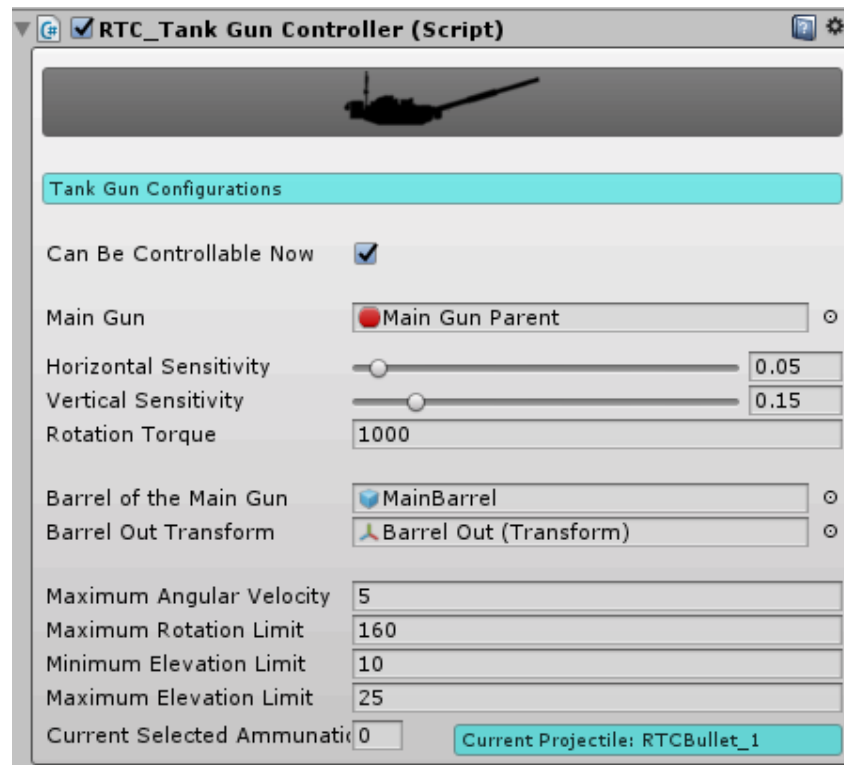 RTC_Tank Gun Controller (Script)
Tank Gun Configurations
Can Be Controllable Now
Main Gun Main Gun Parent
Horizontal Sensitivity 0.05
Vertical Sensitivity 0.15
Rotation Torque 1000
Barrel of the Main Gun MainBarrel
Barrel Out Transform Barrel Out (Transform)
Maximum Angular Velocity 5
Maximum Rotation Limit 160
Minimum Elevation Limit 10
Maximum Elevation Limit 25
Current Selected Ammunatic 0 Current Projectile: RTCBullet_1